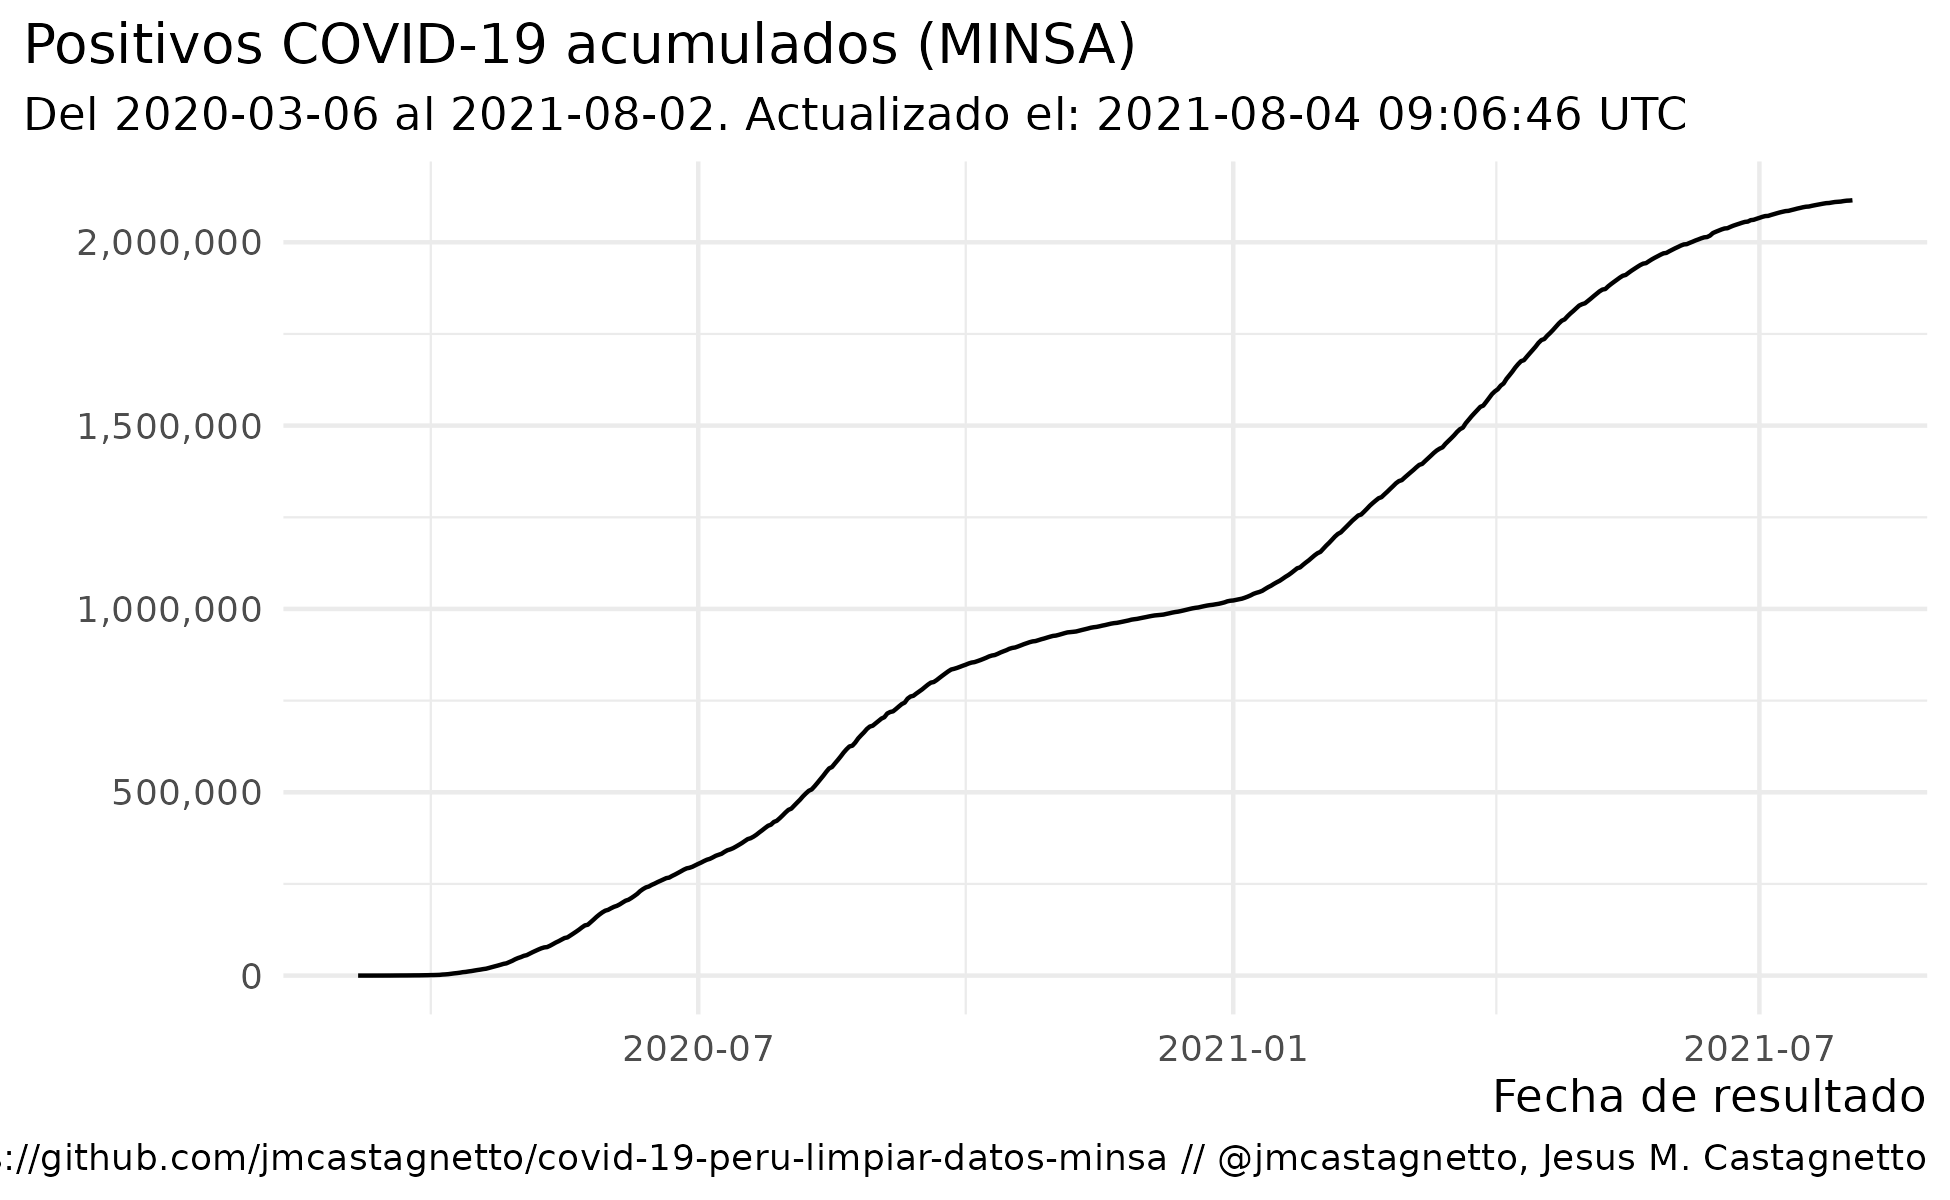 Positivos COVID-19 acumulados (MINSA)
Del 2020-03-06 al 2021-08-02. Actualizado el: 2021-08-04 09:06:46 UTC
2,000,000
1,500,000
1,000,000
500,000
0
2020-07
2021-01
2021-07
Fecha de resultado
://github.com/jmcastagnetto/covid-19-peru-limpiar-datos-minsa // @jmcastagnetto, Jesus M. Castagnetto